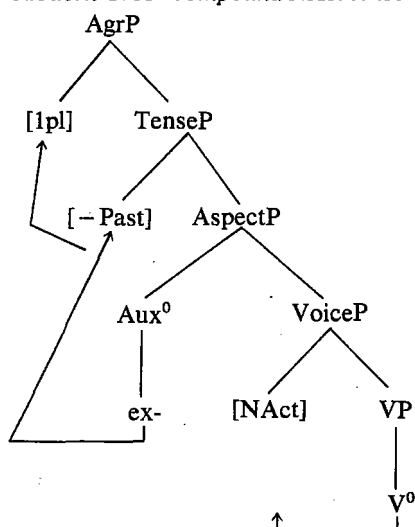 AgrP
[1pl] TenseP
[−Past] AspectP
Aux⁰ VoiceP
ex- [NAct] VP
V⁰